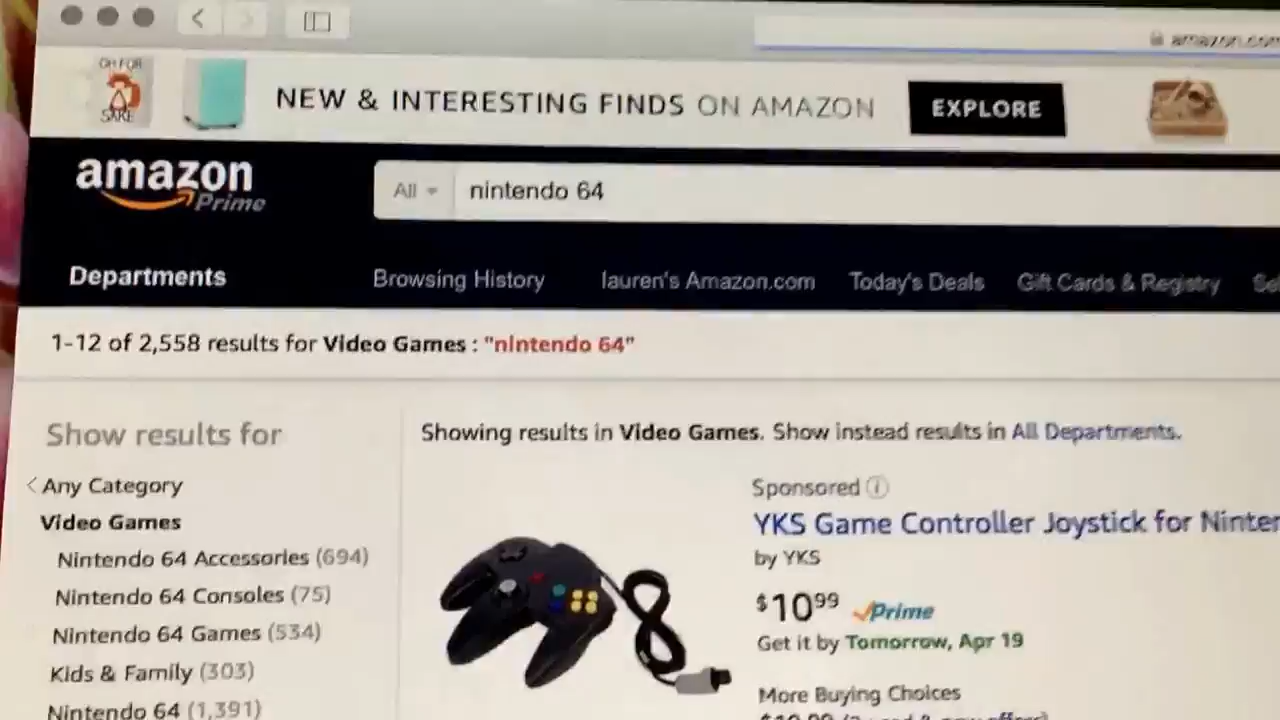 amazon.com
OH FOR
SAKE
NEW & INTERESTING FINDS ON AMAZON
EXPLORE
amazon
Prime
All
nintendo 64
Departments
Browsing History
lauren's Amazon.com
Today's Deals
Gift Cards & Registry
1-12 of 2,558 results for Video Games : "nintendo 64"
Show results for
Showing results in Video Games. Show instead results in All Departments.
Any Category
Video Games
Nintendo 64 Accessories (694)
Nintendo 64 Consoles (75)
Nintendo 64 Games (534)
Kids & Family (303)
Nintendo 64 (1,391)
Sponsored
YKS Game Controller Joystick for
by YKS
$10 99 Prime
Get it by Tomorrow, Apr 19
More Buying Choices